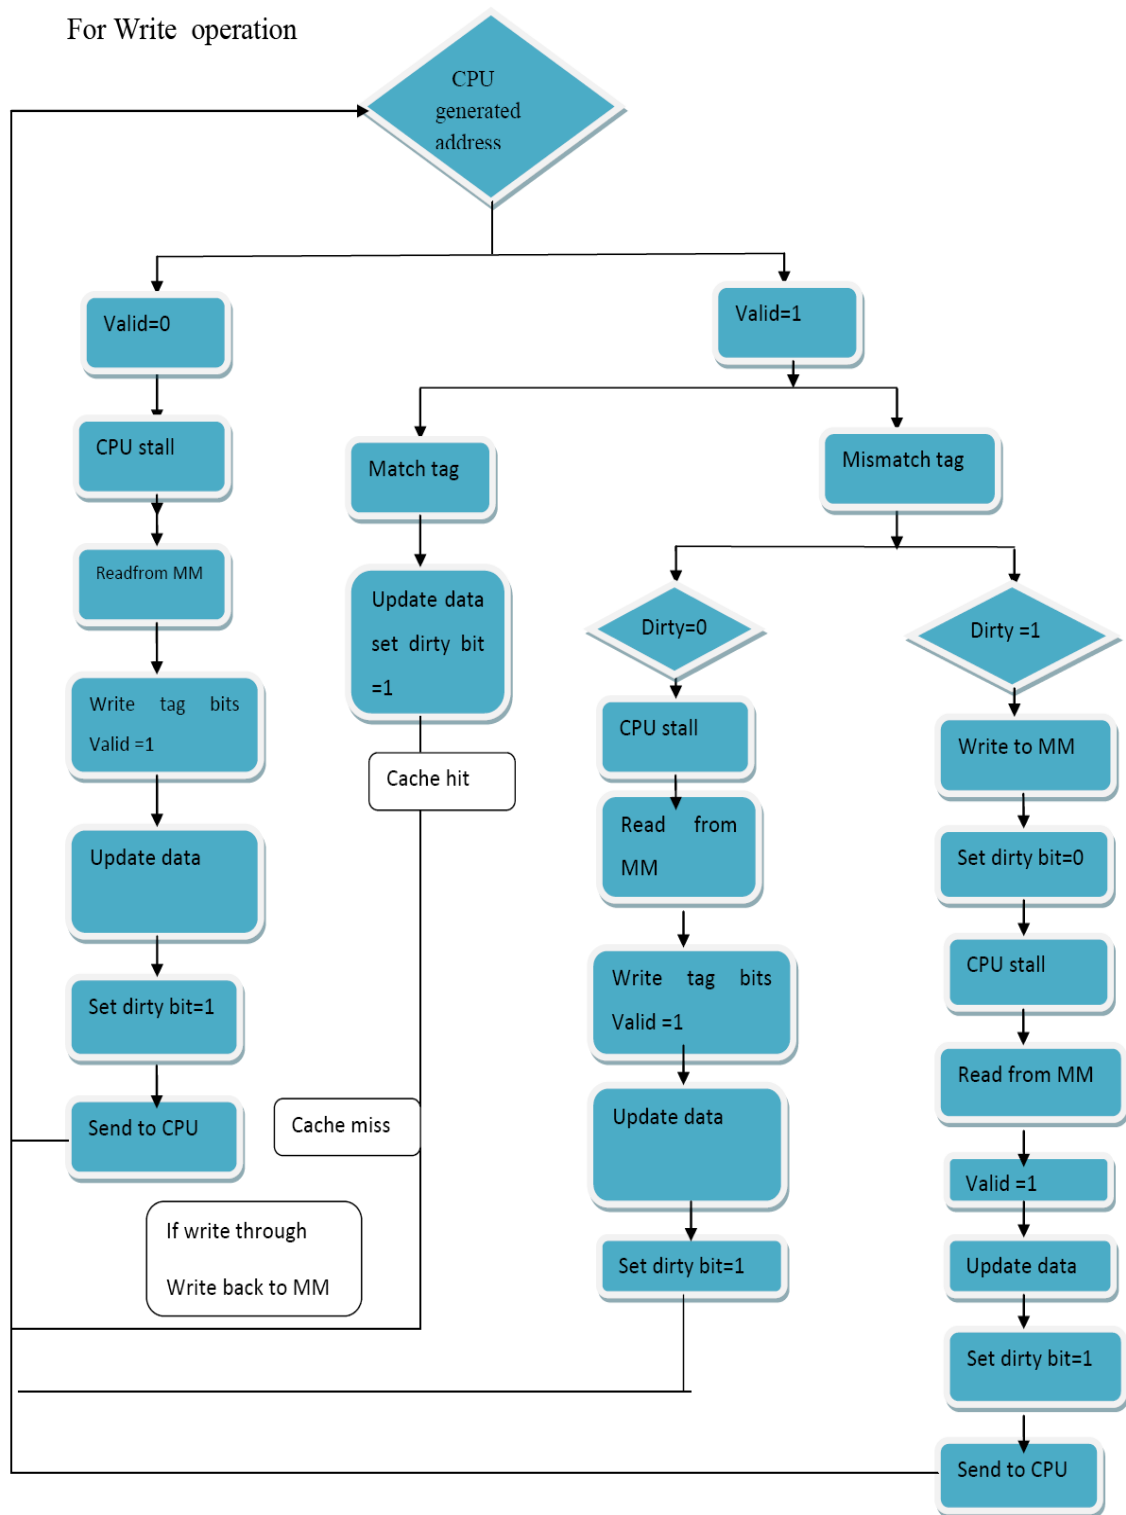 For Write operation
CPU
generated
address
Valid=0
Valid=1
CPU stall
Match tag
Mismatch tag
Readfrom MM
Update data
set dirty bit
=1
Dirty=0
Dirty =1
Write tag bits
Valid =1
CPU stall
Write to MM
Cache hit
Read from
MM
Update data
Set dirty bit=0
CPU stall
Write tag bits
Valid =1
Set dirty bit=1
Read from MM
Send to CPU
Cache miss
Update data
Valid =1
If write through
Write back to MM
Set dirty bit=1
Update data
Set dirty bit=1
Send to CPU